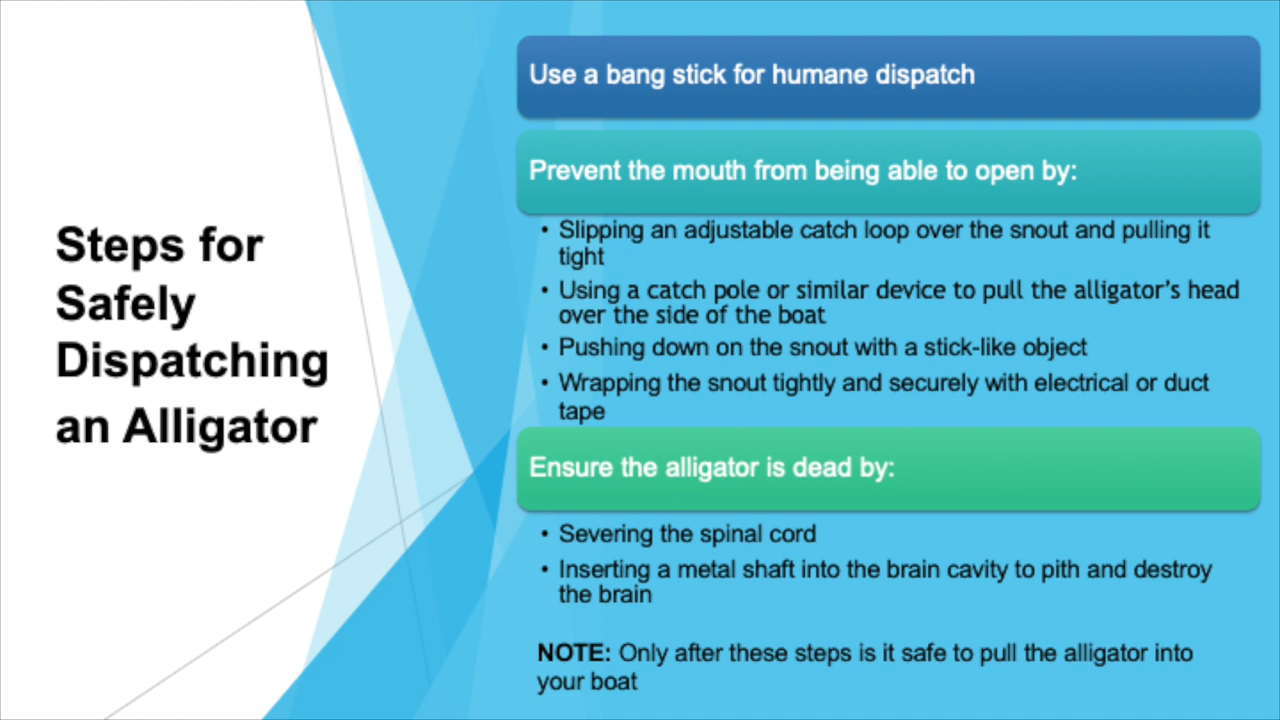 Steps for
Safely
Dispatching
an Alligator
Use a bang stick for humane dispatch
Prevent the mouth from being able to open by:
• Slipping an adjustable catch loop over the snout and pulling it
tight
• Using a catch pole or similar device to pull the alligator's head
over the side of the boat
• Pushing down on the snout with a stick-like object
• Wrapping the snout tightly and securely with electrical or duct
tape
Ensure the alligator is dead by:
• Severing the spinal cord
• Inserting a metal shaft into the brain cavity to pith and destroy
the brain
NOTE: Only after these steps is it safe to pull the alligator into
your boat